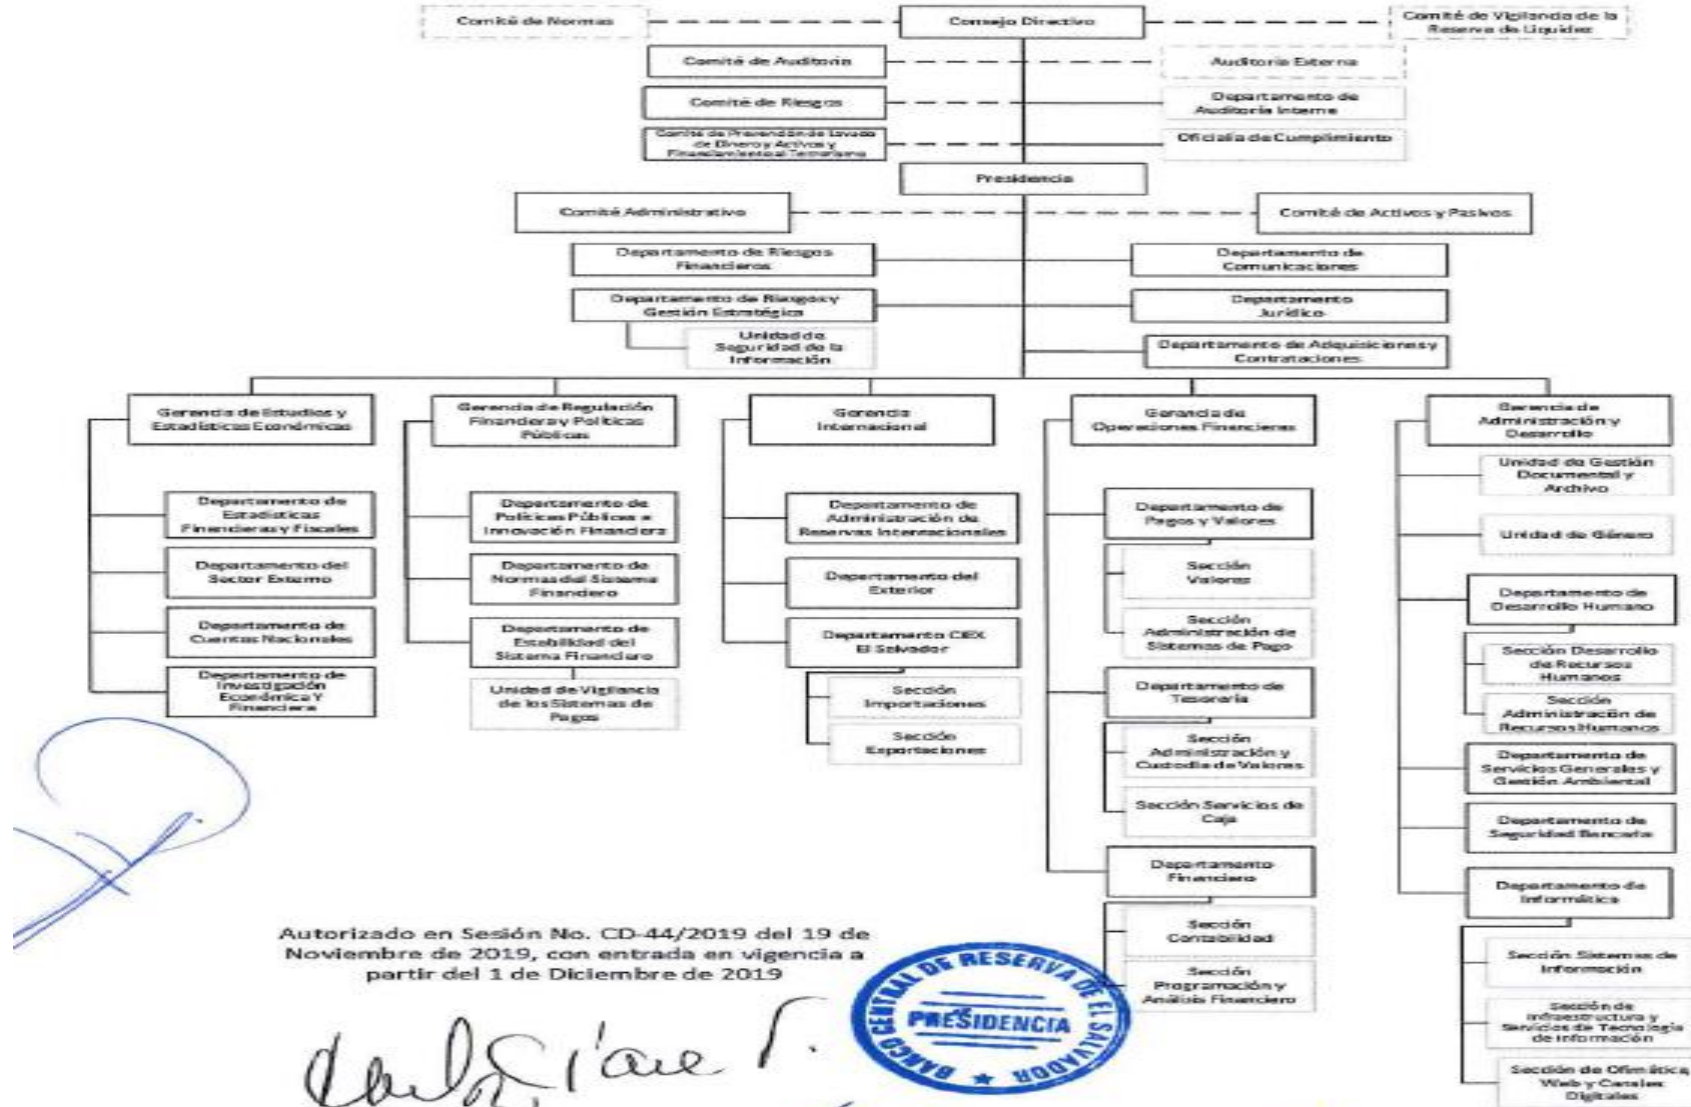 Comité de Normas
Consejo Directivo
Comité de Vigilancia de la
Reserva de Liquidez
Comité de Auditoria
Auditoria Externa
Comité de Riesgos
Departamento de
Auditoría Interna
Comité de Prevención de Lavado
de Dinero y Activos y
Financiamiento al Terrorismo
Oficialía de Cumplimiento
Presidencia
Comité Administrativo
Comité de Activos y Pasivos
Departamento de Riesgos
Financieros
Departamento de
Comunicaciones
Departamento de Riesgos y
Gestión Estratégica
Departamento
Jurídico
Unidad de
Seguridad de la
Información
Departamento de Adquisiciones y
Contrataciones
Gerencia de Estudios y
Estadísticas Económicas
Departamento de
Estadísticas
Financieras y Fiscales
Departamento del
Sector Externo
Departamento de
Cuentas Nacionales
Departamento de
Investigación
Económica Y
Financiera
Gerencia de Regulación
Financiera y Políticas
Públicas
Departamento de
Políticas Públicas e
Innovación Financiera
Departamento de
Normas del Sistema
Financiero
Departamento de
Estabilidad del
Sistema Financiero
Unidad de Vigilancia
de los Sistemas de
Pagos
Gerencia
Internacional
Departamento de
Administración de
Reservas Internacionales
Departamento del
Exterior
Departamento CIEX
El Salvador
Sección
Importaciones
Sección
Exportaciones
Gerencia de
Operaciones Financieras
Departamento de
Pagos y Valores
Sección
Valores
Sección
Administración de
Sistemas de Pago
Departamento de
Tesorería
Sección
Administración y
Custodia de Valores
Sección Servicios de
Caja
Departamento
Financiero
Sección
Contabilidad
Sección
Programación y
Análisis Financiero
Gerencia de
Administración y
Desarrollo
Unidad de Gestión
Documental y
Archivo
Unidad de Género
Departamento de
Desarrollo Humano
Sección Desarrollo
de Recursos
Humanos
Sección
Administración de
Recursos Humanos
Departamento de
Servicios Generales y
Gestión Ambiental
Departamento de
Seguridad Bancaria
Departamento de
Informática
Sección Sistemas de
Información
Sección de
Infraestructura y
Servicios de Tecnología
de Información
Sección de Ofimática,
Web y Canales
Digitales
Autorizado en Sesión No. CD-44/2019 del 19 de
Noviembre de 2019, con entrada en vigencia a
partir del 1 de Diciembre de 2019
BANCO CENTRAL DE RESERVA DE EL SALVADOR
PRESIDENCIA